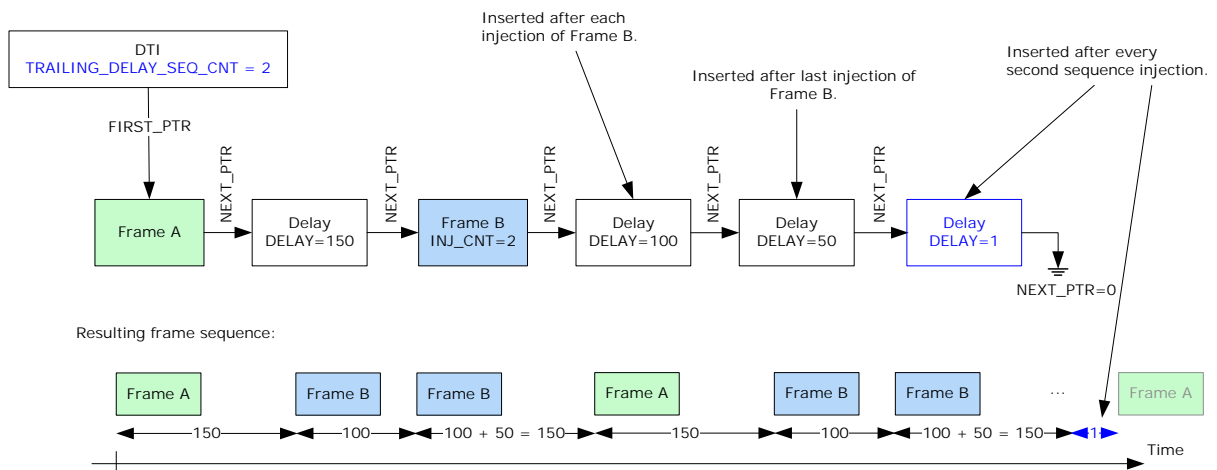 Inserted after each
injection of Frame B.
DTI
TRAILING_DELAY_SEQ_CNT = 2
Inserted after every
second sequence injection.
Inserted after last injection of
Frame B.
FIRST_PTR
NEXT_PTR
NEXT_PTR
NEXT_PTR
NEXT_PTR
NEXT_PTR
Frame A
Delay
DELAY=150
Frame B
INJ_CNT=2
Delay
DELAY=100
Delay
DELAY=50
Delay
DELAY=1
NEXT_PTR=0
Resulting frame sequence:
Frame A
Frame B
Frame B
Frame A
Frame B
Frame B
...
Frame A
150
100
100 + 50 = 150
150
100
100 + 50 = 150
1
Time